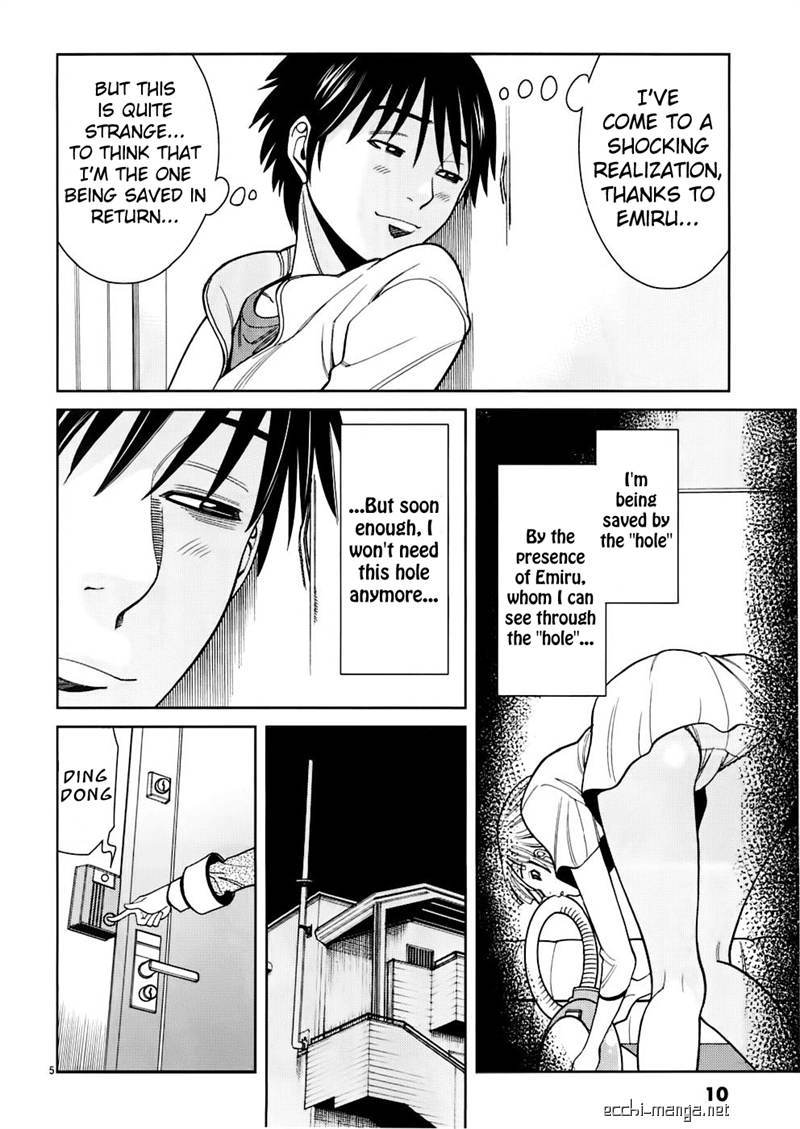 I'VE
COME TO A
SHOCKING
REALIZATION,
THANKS TO
EMIRU...
BUT THIS
IS QUITE
STRANGE...
TO THINK THAT
I'M THE ONE
BEING SAVED IN
RETURN...
I'm
being
saved by
the "hole"
By the
presence
of Emiru,
whom I can
see through
the "hole"...
...But soon
enough, I
won't need
this hole
anymore...
DING
DONG
5
10
ecchi-manga.net